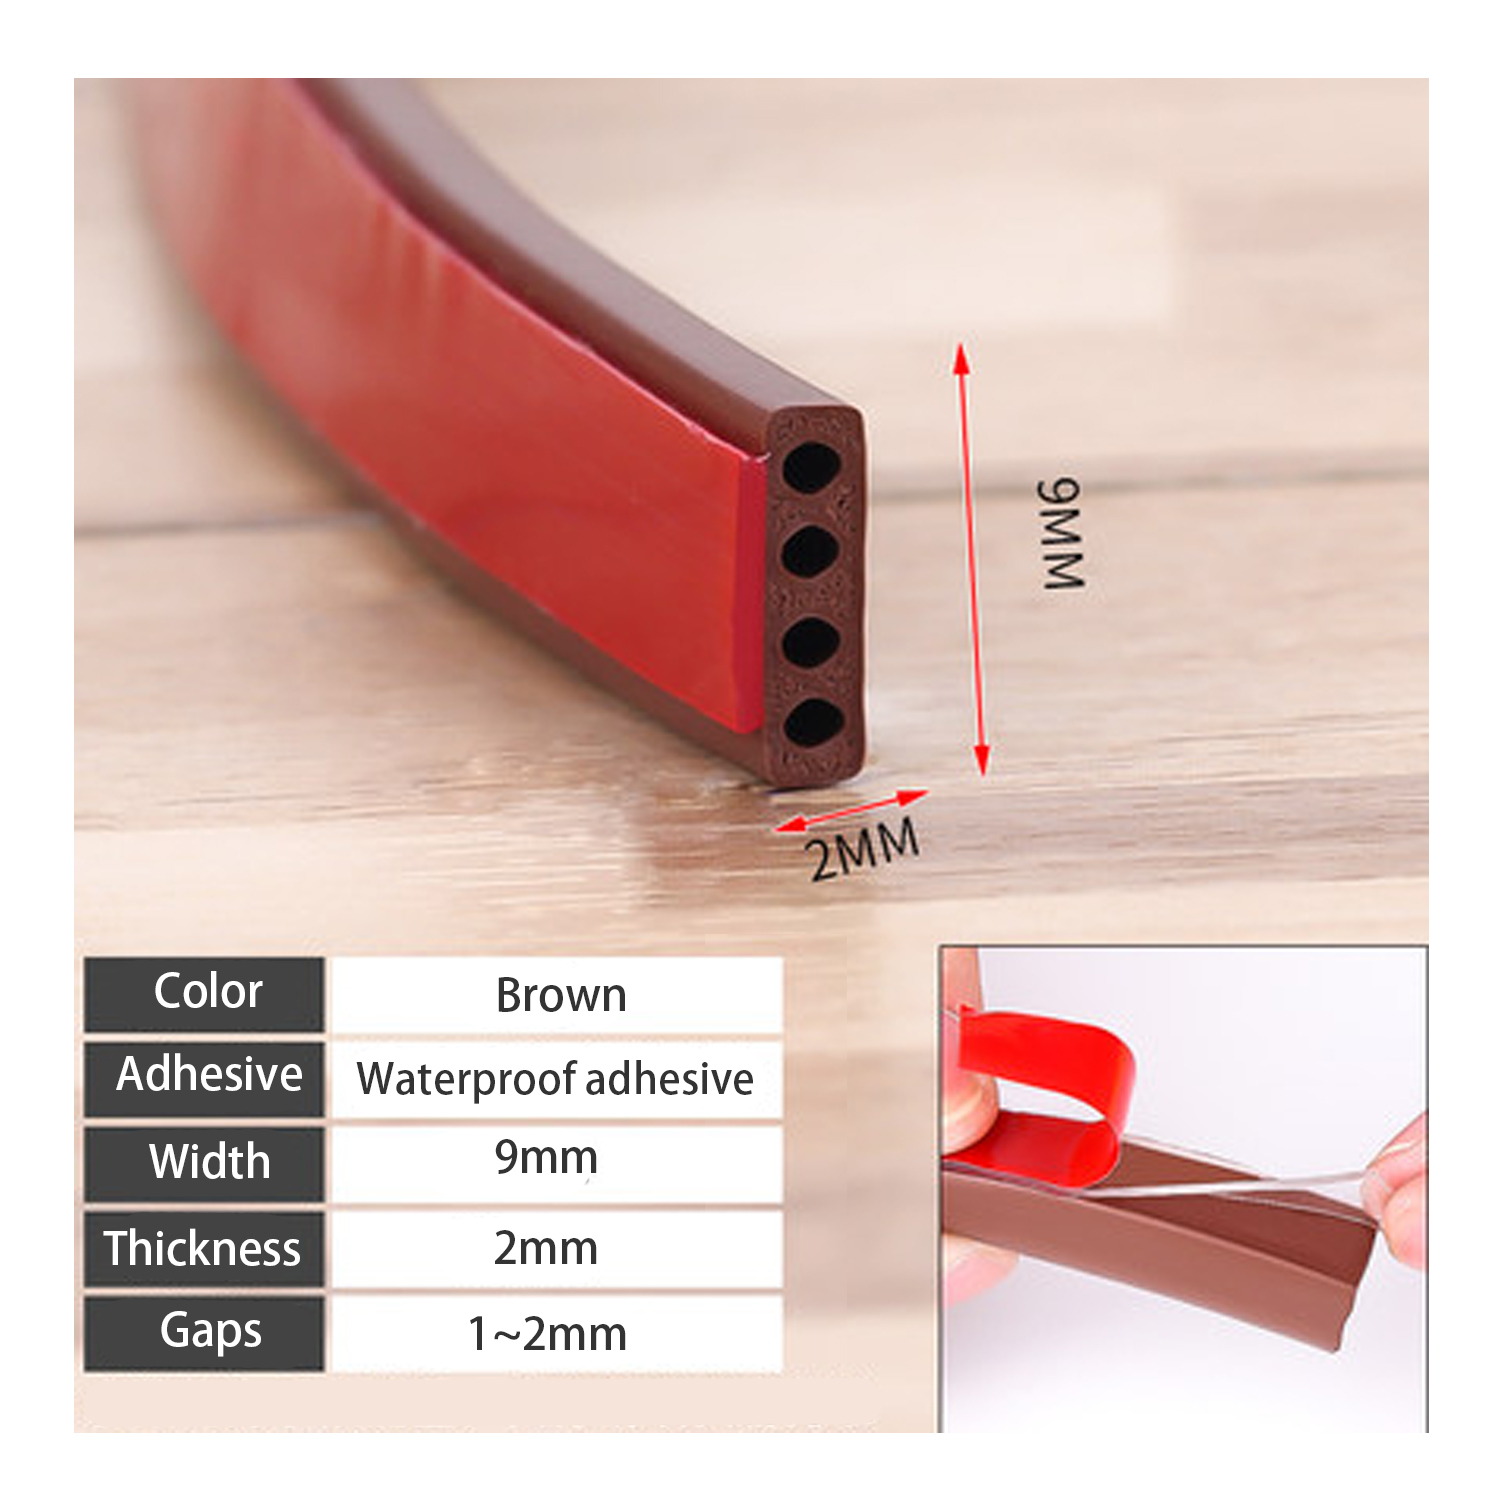 9MM
2MM
Color Brown
Adhesive Waterproof adhesive
Width 9mm
Thickness 2mm
Gaps 1~2mm